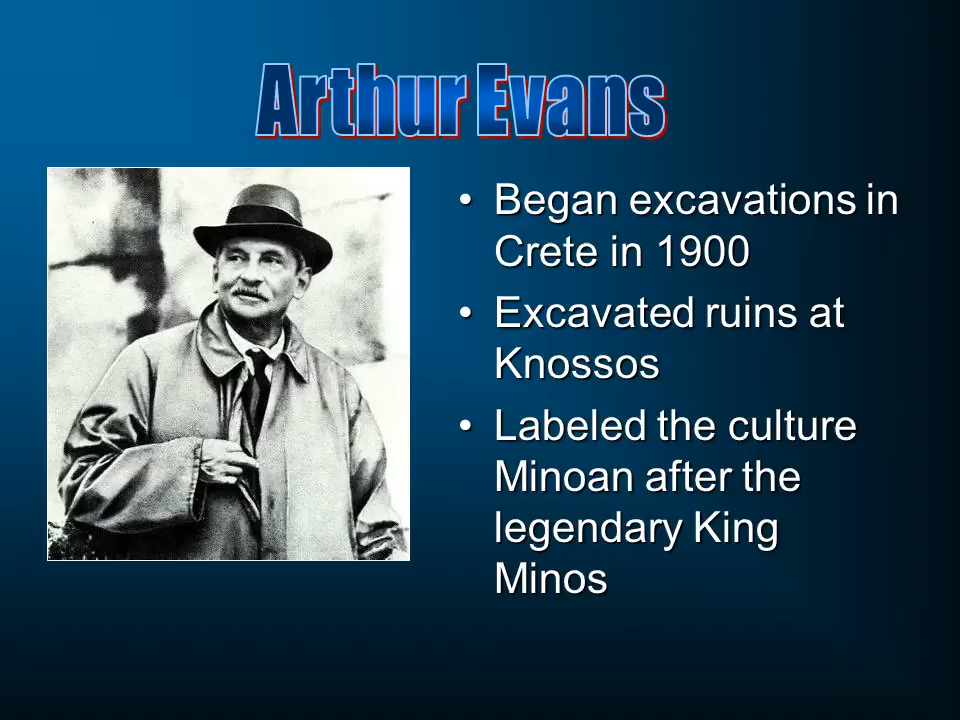 Arthur Evans
• Began excavations in
Crete in 1900
• Excavated ruins at
Knossos
• Labeled the culture
Minoan after the
legendary King
Minos